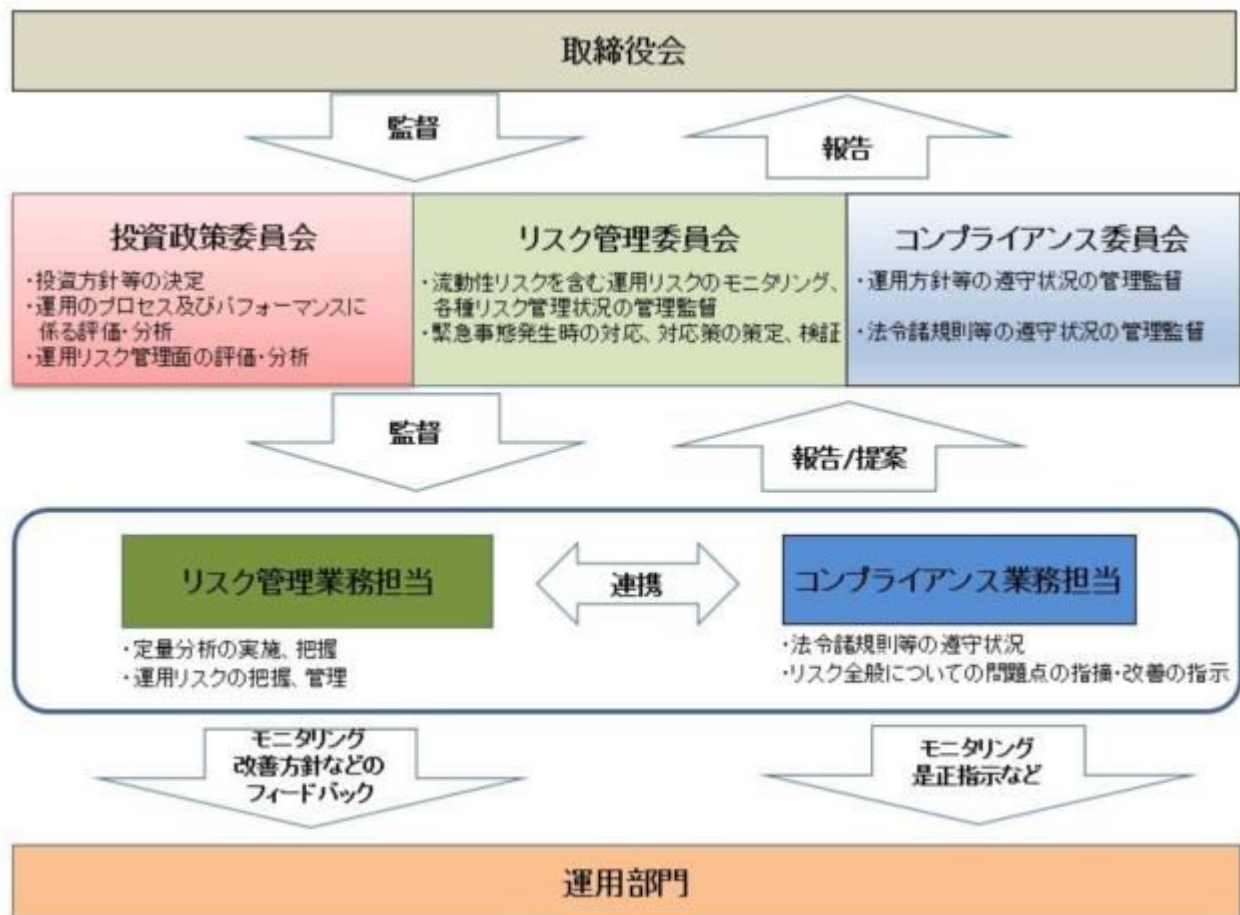 取締役会
監督
報告
投資政策委員会
・投資方針等の決定
・運用のプロセス及びパフォーマンスに
係る評価・分析
・運用リスク管理面の評価・分析
リスク管理委員会
・流動性リスクを含む運用リスクのモニタリング、
各種リスク管理状況の管理監督
・緊急事態発生時の対応、対応策の策定、検証
コンプライアンス委員会
・運用方針等の遵守状況の管理監督
・法令諸規則等の遵守状況の管理監督
監督
報告/提案
リスク管理業務担当
・定量分析の実施、把握
・運用リスクの把握、管理
連携
コンプライアンス業務担当
・法令諸規則等の遵守状況
・リスク全般についての問題点の指摘・改善の指示
モニタリング
改善方針などの
フィードバック
モニタリング
是正指示など
運用部門